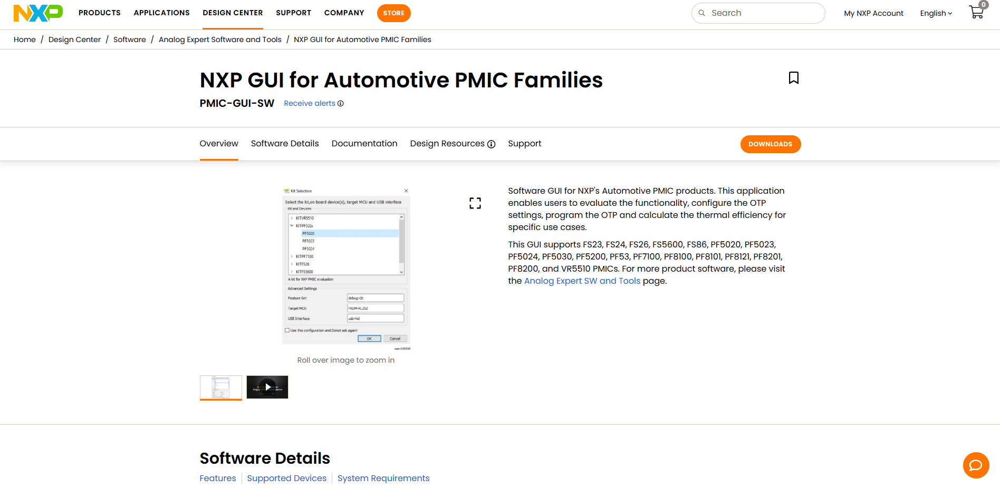 NXP
PRODUCTS
APPLICATIONS
DESIGN CENTER
SUPPORT
COMPANY
STORE
Search
My NXP Account
English
0
Home / Design Center / Software / Analog Expert Software and Tools / NXP GUI for Automotive PMIC Families
NXP GUI for Automotive PMIC Families
PMIC-GUI-SW
Receive alerts
Overview
Software Details
Documentation
Design Resources
Support
DOWNLOADS
NXP Kit Selection
Select the kit,on board device(s), target MCU and USB interface
Kit and Devices
KITVR5510
KITPF502x
PF5020
PF5023
PF5024
KITPF7100
KITFS26
KITFS5600
A kit for NXP PMIC evaluation
Advanced Settings
Feature Set
debug-i2c
Target MCU
FRDM-KL25Z
USB Interface
usb-hid
Use this configuration and Donot ask again!
OK
Cancel
Roll over image to zoom in
Software GUI for NXP's Automotive PMIC products. This application
enables users to evaluate the functionality, configure the OTP
settings, program the OTP and calculate the thermal efficiency for
specific use cases.
This GUI supports FS23, FS24, FS26, FS5600, FS86, PF5020, PF5023,
PF5024, PF5030, PF5200, PF53, PF7100, PF8100, PF8101, PF8121, PF8201,
PF8200, and VR5510 PMICs. For more product software, please visit
the Analog Expert SW and Tools page.
Software Details
Features
Supported Devices
System Requirements